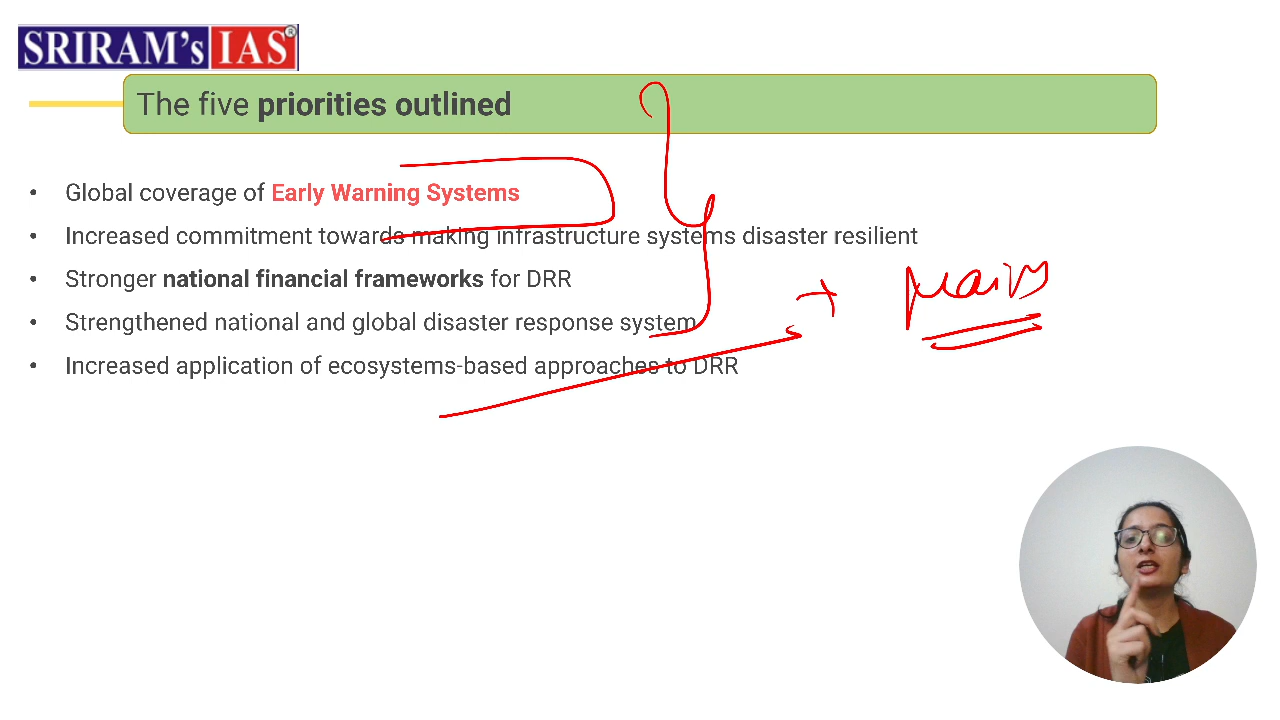 SRIRAM's IAS®
The five priorities outlined
• Global coverage of Early Warning Systems
• Increased commitment towards making infrastructure systems disaster resilient
• Stronger national financial frameworks for DRR
• Strengthened national and global disaster response system
• Increased application of ecosystems-based approaches to DRR
+ mains